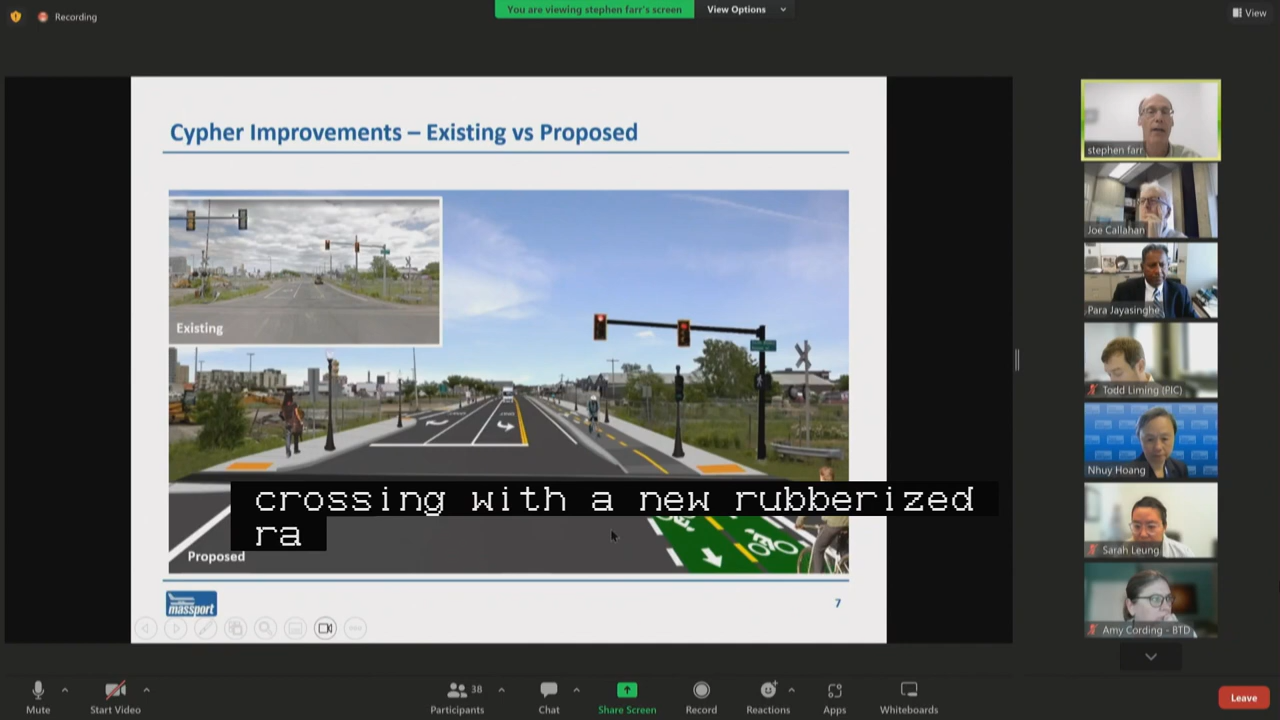 Recording
You are viewing stephen farr's screen
View Options
View
Cypher Improvements – Existing vs Proposed
Existing
crossing with a new rubberized
ra
Proposed
massport
7
stephen farr
Joe Callahan
Para Jayasinghe
Todd Liming (PIC)
Nhuy Hoang
Sarah Leung
Amy Cording - BTD
Mute
Start Video
Participants
38
Chat
Share Screen
Record
Reactions
Apps
Whiteboards
Leave